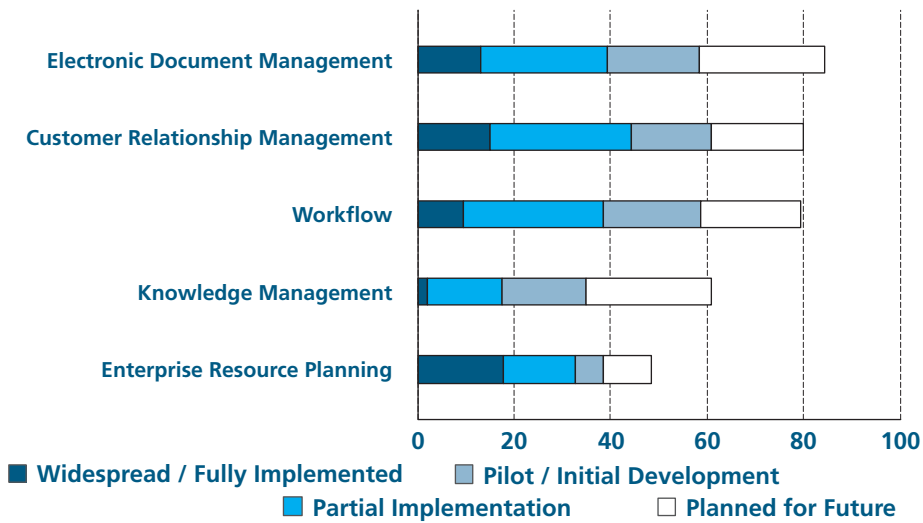 Electronic Document Management
Customer Relationship Management
Workflow
Knowledge Management
Enterprise Resource Planning
0 20 40 60 80 100
Widespread / Fully Implemented Pilot / Initial Development
Partial Implementation Planned for Future